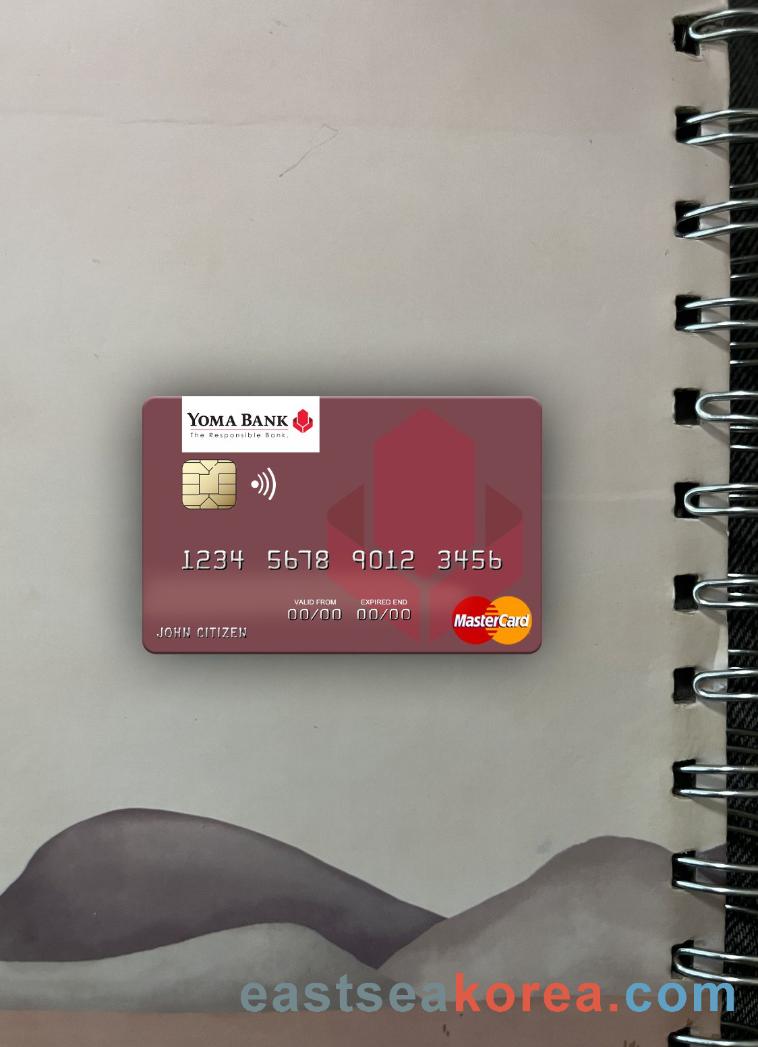 YOMA BANK
The Responsible Bank.
1234 5678 9012 3456
VALID FROM EXPIRED END
00/00 00/00
JOHN CITIZEN
MasterCard
eastseakorea.com